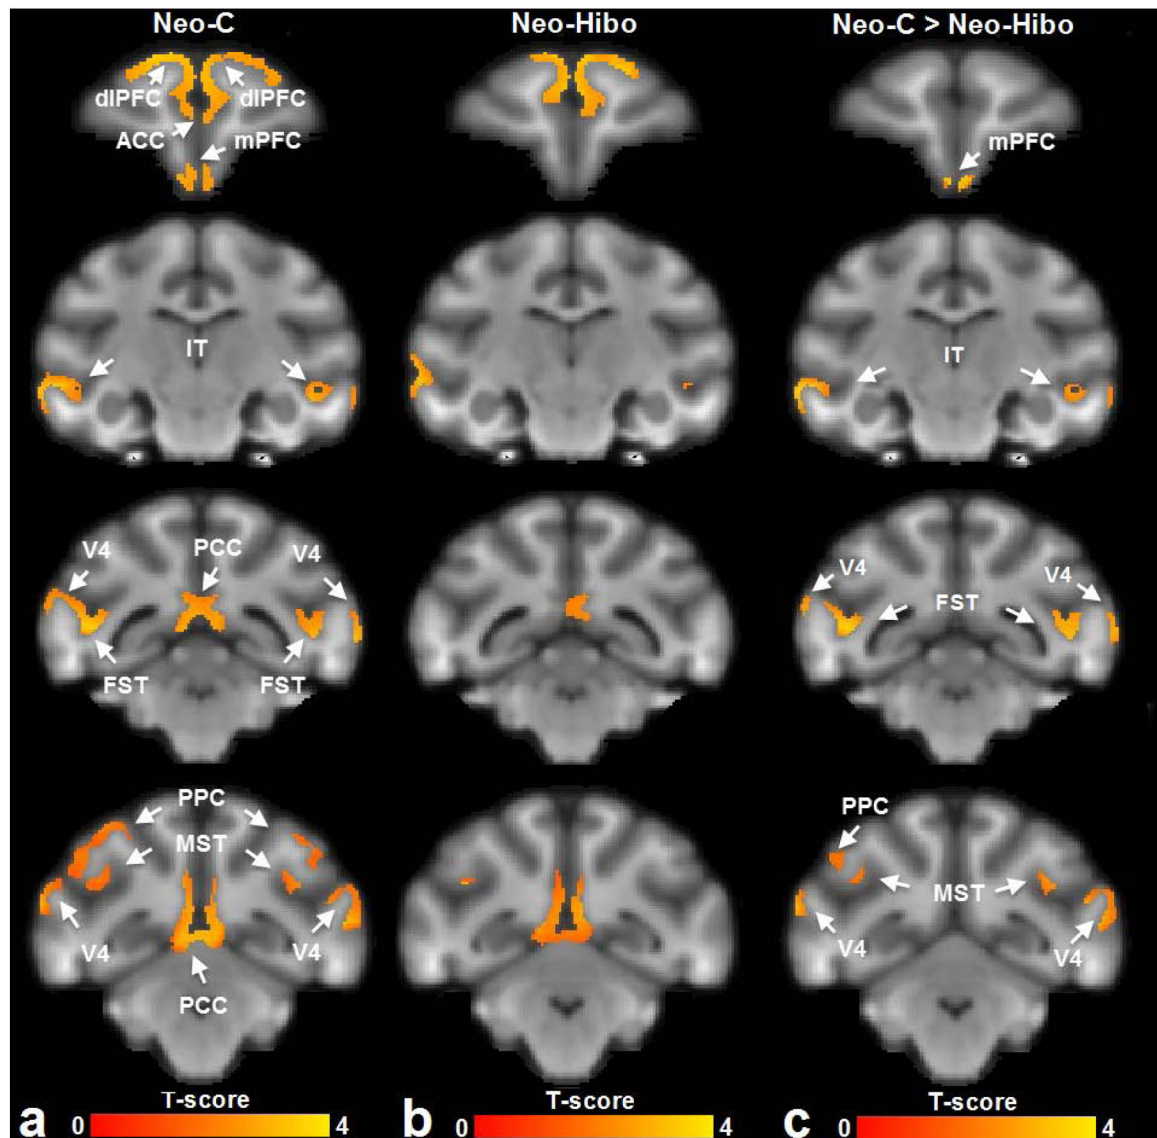 Neo-C Neo-Hibo Neo-C > Neo-Hibo
dlPFC dlPFC
ACC mPFC mPFC
IT IT
V4 PCC V4 V4 V4
FST
FST FST
PPC PPC
MST MST
V4 V4 V4 V4
PCC
T-score T-score T-score
a 0 4 b 0 4 c 0 4